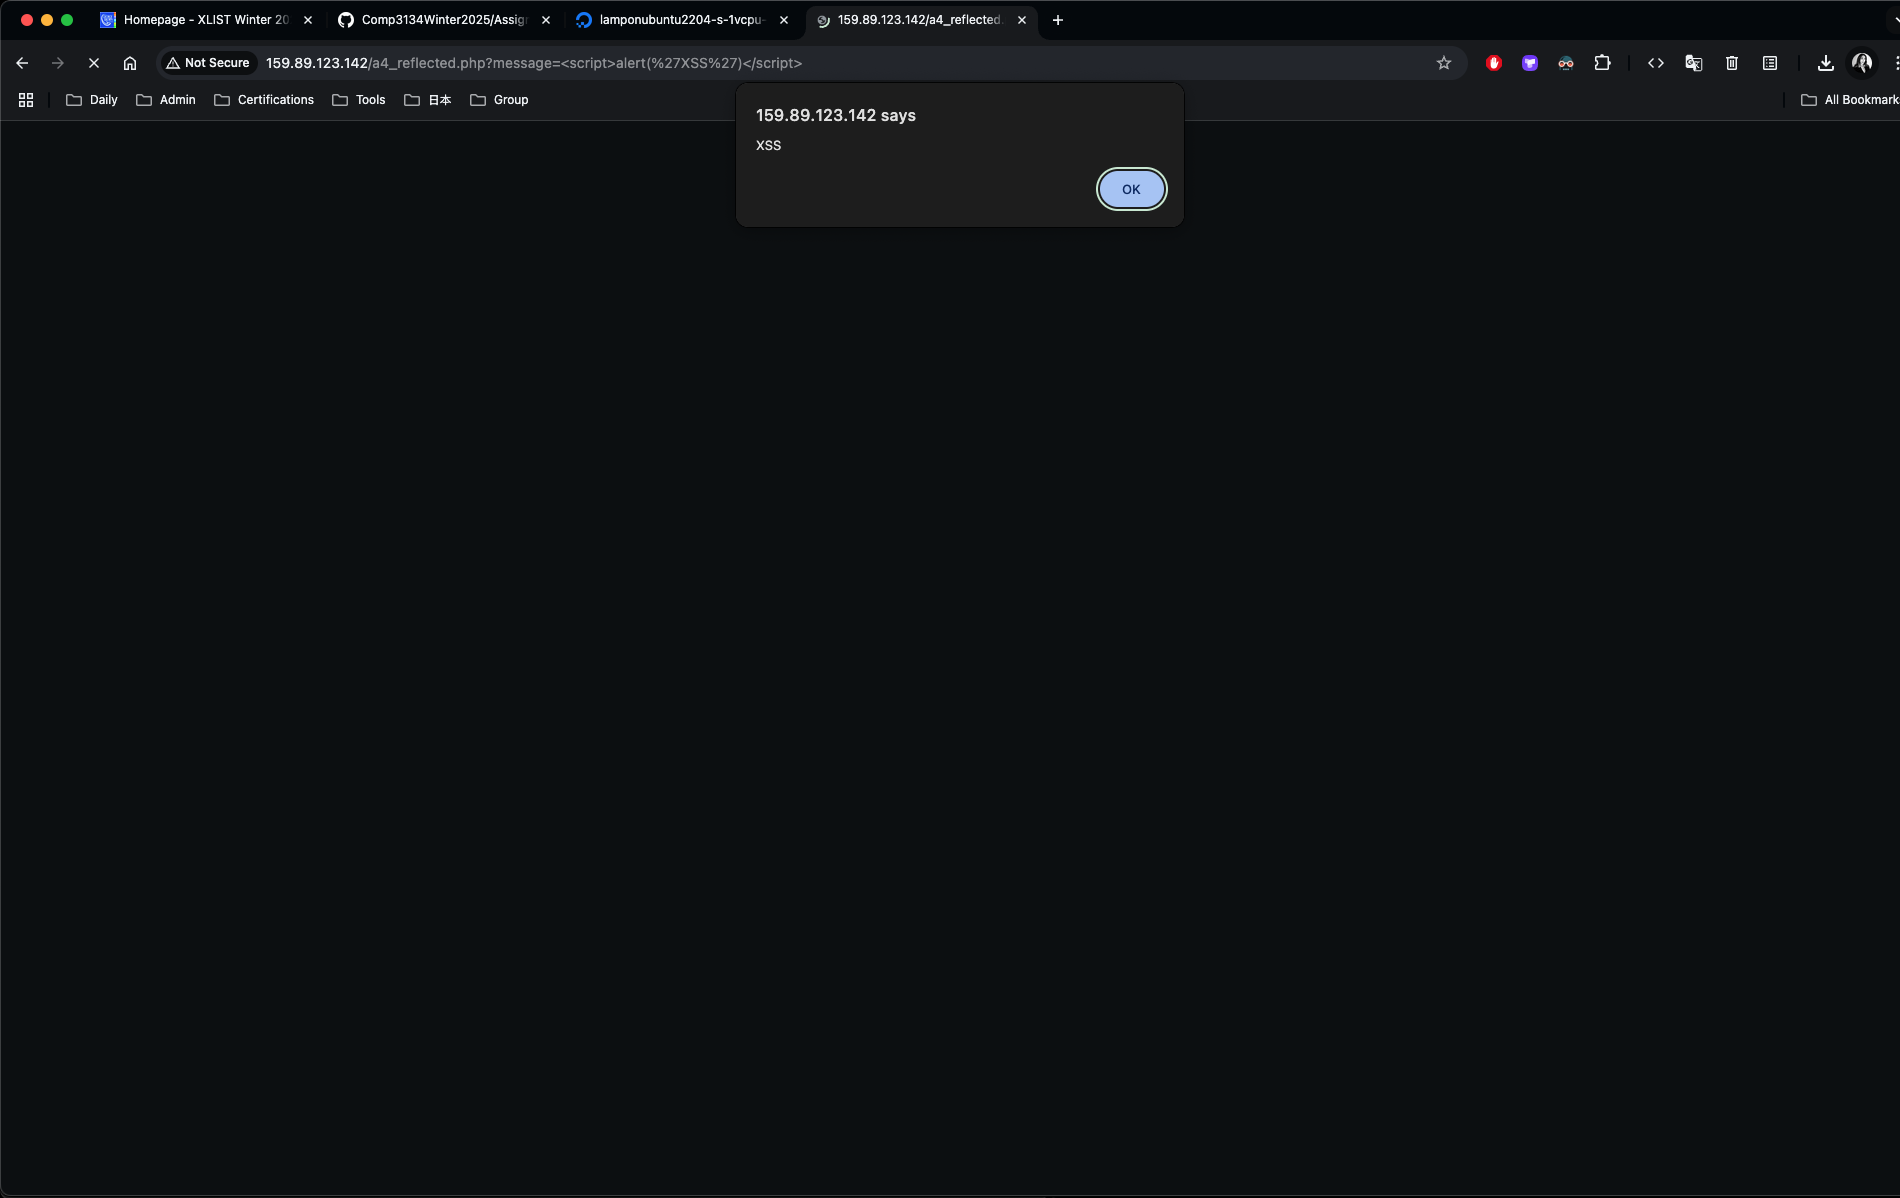 Homepage - XLIST Winter 20
Comp3134Winter2025/Assig
lamponubuntu2204-s-1vcpu-
159.89.123.142/a4_reflected.
Not Secure
159.89.123.142/a4_reflected.php?message=<script>alert(%27XSS%27)</script>
Daily
Admin
Certifications
Tools
日本
Group
All Bookmark
159.89.123.142 says
XSS
OK